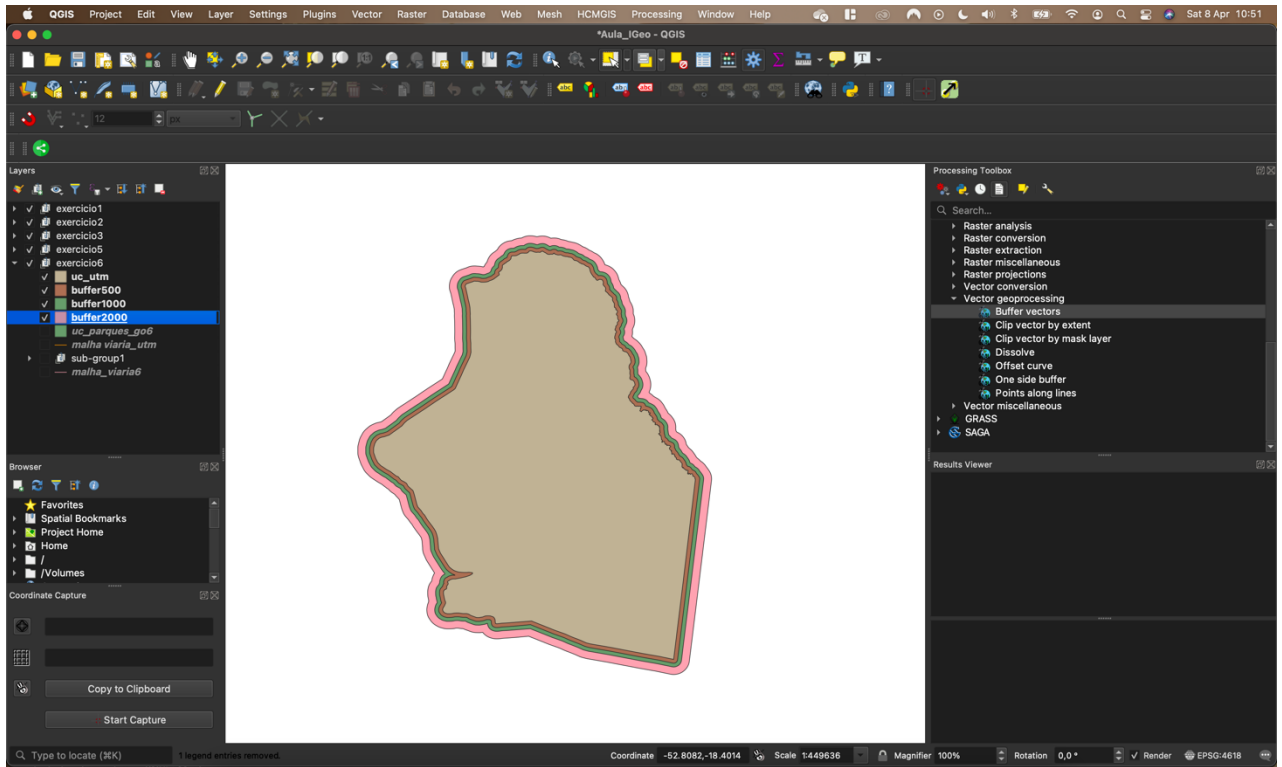 QGIS Project Edit View Layer Settings Plugins Vector Raster Database Web Mesh HCMGIS Processing Window Help Sat 8 Apr 10:51
*Aula_IGeo - QGIS
abc abc abc
12 px
Layers
exercicio1
exercicio2
exercicio3
exercicio5
exercicio6
uc_utm
buffer500
buffer1000
buffer2000
uc_parques_go6
malha viaria_utm
sub-group1
malha_viaria6
Browser
Favorites
Spatial Bookmarks
Project Home
Home
/
/Volumes
Coordinate Capture
Copy to Clipboard
Start Capture
Processing Toolbox
Search...
Raster analysis
Raster conversion
Raster extraction
Raster miscellaneous
Raster projections
Vector conversion
Vector geoprocessing
Buffer vectors
Clip vector by extent
Clip vector by mask layer
Dissolve
Offset curve
One side buffer
Points along lines
Vector miscellaneous
GRASS
SAGA
Results Viewer
Type to locate (⌘K) 1 legend entries removed. Coordinate -52.8082,-18.4014 Scale 1:449636 Magnifier 100% Rotation 0,0 ° Render EPSG:4618